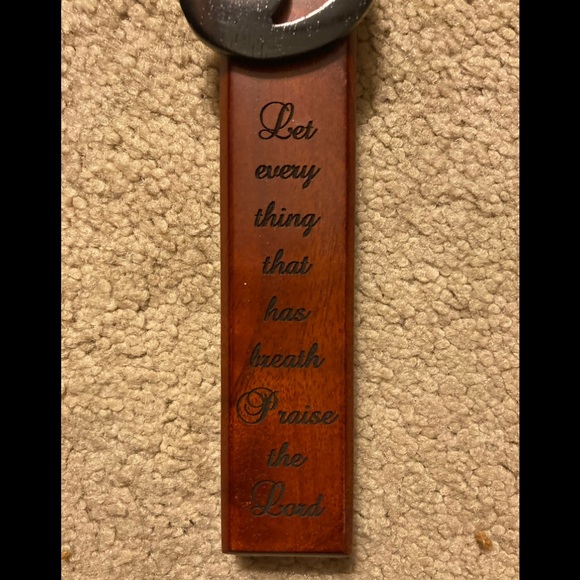 Let
every
thing
that
has
breath
Praise
the
Lord